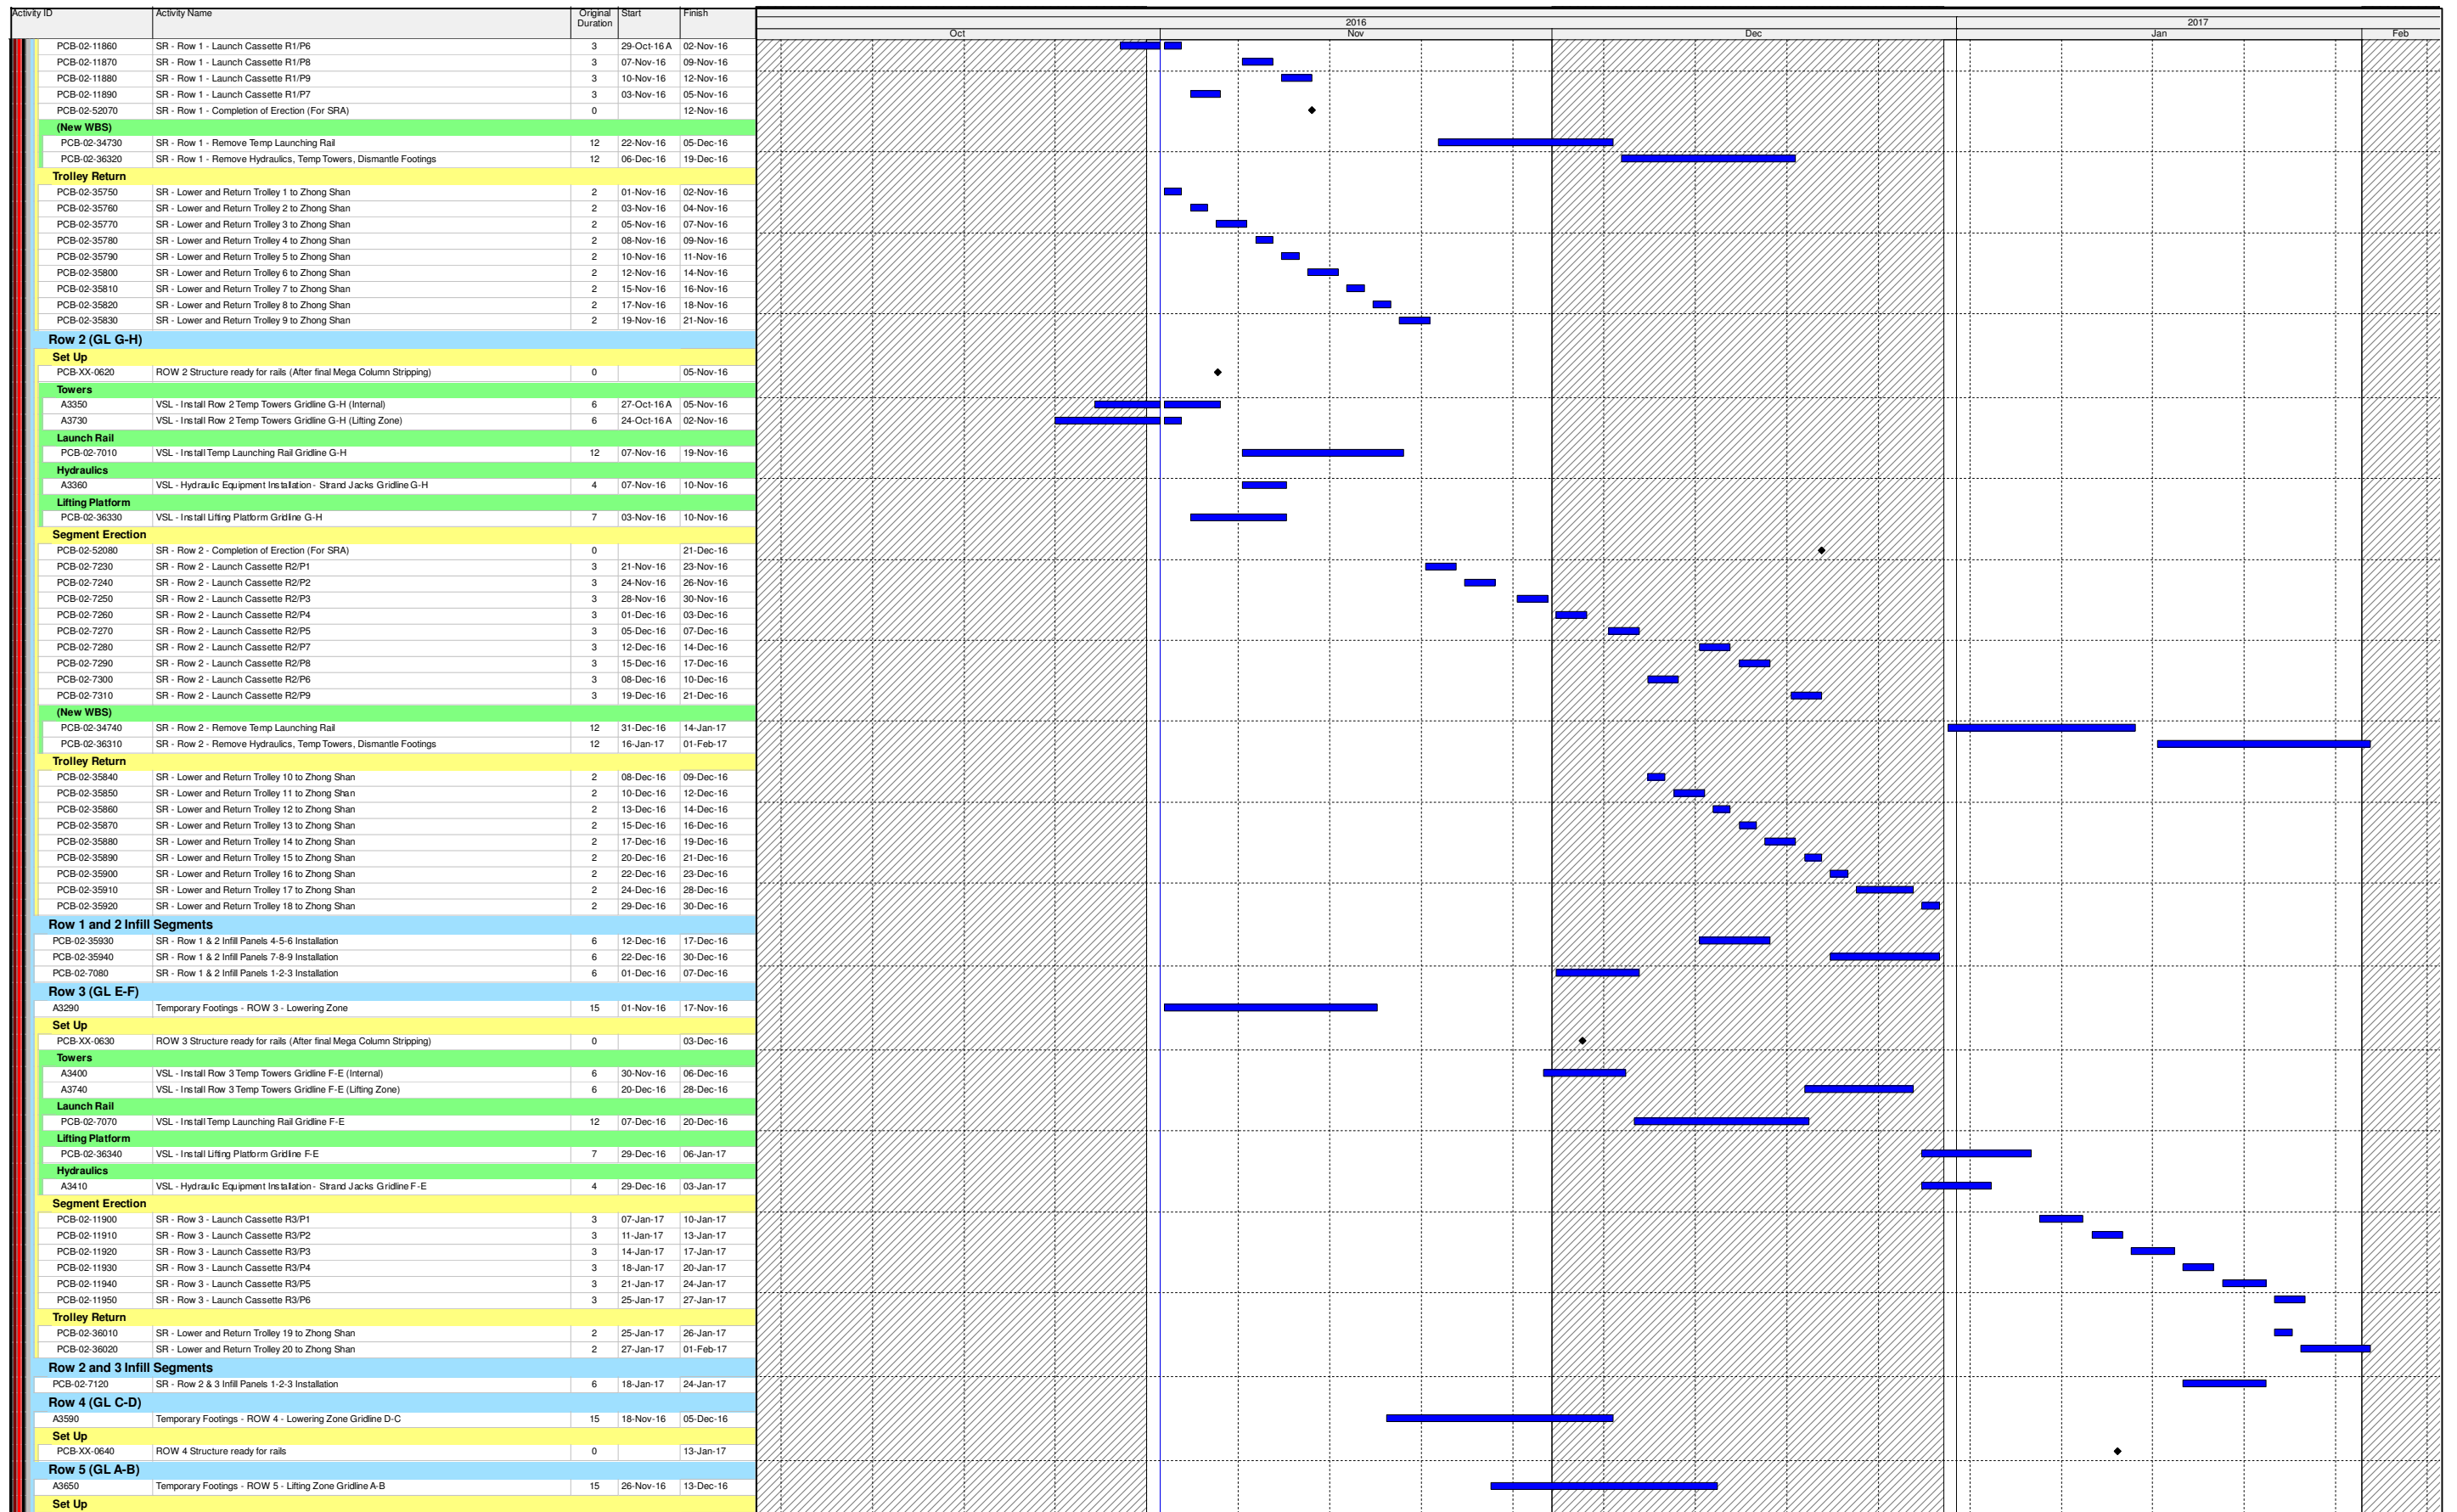 Activity ID Activity Name Original Duration Start Finish 2016 2017
Oct Nov Dec Jan Feb
PCB-02-11860 SR - Row 1 - Launch Cassette R1/P6 3 29-Oct-16 A 02-Nov-16
PCB-02-11870 SR - Row 1 - Launch Cassette R1/P8 3 07-Nov-16 09-Nov-16
PCB-02-11880 SR - Row 1 - Launch Cassette R1/P9 3 10-Nov-16 12-Nov-16
PCB-02-11890 SR - Row 1 - Launch Cassette R1/P7 3 03-Nov-16 05-Nov-16
PCB-02-52070 SR - Row 1 - Completion of Erection (For SRA) 0 12-Nov-16
(New WBS)
PCB-02-34730 SR - Row 1 - Remove Temp Launching Rail 12 22-Nov-16 05-Dec-16
PCB-02-36320 SR - Row 1 - Remove Hydraulics, Temp Towers, Dismantle Footings 12 06-Dec-16 19-Dec-16
Trolley Return
PCB-02-35750 SR - Lower and Return Trolley 1 to Zhong Shan 2 01-Nov-16 02-Nov-16
PCB-02-35760 SR - Lower and Return Trolley 2 to Zhong Shan 2 03-Nov-16 04-Nov-16
PCB-02-35770 SR - Lower and Return Trolley 3 to Zhong Shan 2 05-Nov-16 07-Nov-16
PCB-02-35780 SR - Lower and Return Trolley 4 to Zhong Shan 2 08-Nov-16 09-Nov-16
PCB-02-35790 SR - Lower and Return Trolley 5 to Zhong Shan 2 10-Nov-16 11-Nov-16
PCB-02-35800 SR - Lower and Return Trolley 6 to Zhong Shan 2 12-Nov-16 14-Nov-16
PCB-02-35810 SR - Lower and Return Trolley 7 to Zhong Shan 2 15-Nov-16 16-Nov-16
PCB-02-35820 SR - Lower and Return Trolley 8 to Zhong Shan 2 17-Nov-16 18-Nov-16
PCB-02-35830 SR - Lower and Return Trolley 9 to Zhong Shan 2 19-Nov-16 21-Nov-16
Row 2 (GL G-H)
Set Up
PCB-XX-0620 ROW 2 Structure ready for rails (After final Mega Column Stripping) 0 05-Nov-16
Towers
A3350 VSL - Install Row 2 Temp Towers Gridline G-H (Internal) 6 27-Oct-16 A 05-Nov-16
A3730 VSL - Install Row 2 Temp Towers Gridline G-H (Lifting Zone) 6 24-Oct-16 A 02-Nov-16
Launch Rail
PCB-02-7010 VSL - Install Temp Launching Rail Gridline G-H 12 07-Nov-16 19-Nov-16
Hydraulics
A3360 VSL - Hydraulic Equipment Installation - Strand Jacks Gridline G-H 4 07-Nov-16 10-Nov-16
Lifting Platform
PCB-02-36330 VSL - Install Lifting Platform Gridline G-H 7 03-Nov-16 10-Nov-16
Segment Erection
PCB-02-52080 SR - Row 2 - Completion of Erection (For SRA) 0 21-Dec-16
PCB-02-7230 SR - Row 2 - Launch Cassette R2/P1 3 21-Nov-16 23-Nov-16
PCB-02-7240 SR - Row 2 - Launch Cassette R2/P2 3 24-Nov-16 26-Nov-16
PCB-02-7250 SR - Row 2 - Launch Cassette R2/P3 3 28-Nov-16 30-Nov-16
PCB-02-7260 SR - Row 2 - Launch Cassette R2/P4 3 01-Dec-16 03-Dec-16
PCB-02-7270 SR - Row 2 - Launch Cassette R2/P5 3 05-Dec-16 07-Dec-16
PCB-02-7280 SR - Row 2 - Launch Cassette R2/P7 3 12-Dec-16 14-Dec-16
PCB-02-7290 SR - Row 2 - Launch Cassette R2/P8 3 15-Dec-16 17-Dec-16
PCB-02-7300 SR - Row 2 - Launch Cassette R2/P6 3 08-Dec-16 10-Dec-16
PCB-02-7310 SR - Row 2 - Launch Cassette R2/P9 3 19-Dec-16 21-Dec-16
(New WBS)
PCB-02-34740 SR - Row 2 - Remove Temp Launching Rail 12 31-Dec-16 14-Jan-17
PCB-02-36310 SR - Row 2 - Remove Hydraulics, Temp Towers, Dismantle Footings 12 16-Jan-17 01-Feb-17
Trolley Return
PCB-02-35840 SR - Lower and Return Trolley 10 to Zhong Shan 2 08-Dec-16 09-Dec-16
PCB-02-35850 SR - Lower and Return Trolley 11 to Zhong Shan 2 10-Dec-16 12-Dec-16
PCB-02-35860 SR - Lower and Return Trolley 12 to Zhong Shan 2 13-Dec-16 14-Dec-16
PCB-02-35870 SR - Lower and Return Trolley 13 to Zhong Shan 2 15-Dec-16 16-Dec-16
PCB-02-35880 SR - Lower and Return Trolley 14 to Zhong Shan 2 17-Dec-16 19-Dec-16
PCB-02-35890 SR - Lower and Return Trolley 15 to Zhong Shan 2 20-Dec-16 21-Dec-16
PCB-02-35900 SR - Lower and Return Trolley 16 to Zhong Shan 2 22-Dec-16 23-Dec-16
PCB-02-35910 SR - Lower and Return Trolley 17 to Zhong Shan 2 24-Dec-16 28-Dec-16
PCB-02-35920 SR - Lower and Return Trolley 18 to Zhong Shan 2 29-Dec-16 30-Dec-16
Row 1 and 2 Infill Segments
PCB-02-35930 SR - Row 1 & 2 Infill Panels 4-5-6 Installation 6 12-Dec-16 17-Dec-16
PCB-02-35940 SR - Row 1 & 2 Infill Panels 7-8-9 Installation 6 22-Dec-16 30-Dec-16
PCB-02-7080 SR - Row 1 & 2 Infill Panels 1-2-3 Installation 6 01-Dec-16 07-Dec-16
Row 3 (GL E-F)
A3290 Temporary Footings - ROW 3 - Lowering Zone 15 01-Nov-16 17-Nov-16
Set Up
PCB-XX-0630 ROW 3 Structure ready for rails (After final Mega Column Stripping) 0 03-Dec-16
Towers
A3400 VSL - Install Row 3 Temp Towers Gridline F-E (Internal) 6 30-Nov-16 06-Dec-16
A3740 VSL - Install Row 3 Temp Towers Gridline F-E (Lifting Zone) 6 20-Dec-16 28-Dec-16
Launch Rail
PCB-02-7070 VSL - Install Temp Launching Rail Gridline F-E 12 07-Dec-16 20-Dec-16
Lifting Platform
PCB-02-36340 VSL - Install Lifting Platform Gridline F-E 7 29-Dec-16 06-Jan-17
Hydraulics
A3410 VSL - Hydraulic Equipment Installation - Strand Jacks Gridline F-E 4 29-Dec-16 03-Jan-17
Segment Erection
PCB-02-11900 SR - Row 3 - Launch Cassette R3/P1 3 07-Jan-17 10-Jan-17
PCB-02-11910 SR - Row 3 - Launch Cassette R3/P2 3 11-Jan-17 13-Jan-17
PCB-02-11920 SR - Row 3 - Launch Cassette R3/P3 3 14-Jan-17 17-Jan-17
PCB-02-11930 SR - Row 3 - Launch Cassette R3/P4 3 18-Jan-17 20-Jan-17
PCB-02-11940 SR - Row 3 - Launch Cassette R3/P5 3 21-Jan-17 24-Jan-17
PCB-02-11950 SR - Row 3 - Launch Cassette R3/P6 3 25-Jan-17 27-Jan-17
Trolley Return
PCB-02-36010 SR - Lower and Return Trolley 19 to Zhong Shan 2 25-Jan-17 26-Jan-17
PCB-02-36020 SR - Lower and Return Trolley 20 to Zhong Shan 2 27-Jan-17 01-Feb-17
Row 2 and 3 Infill Segments
PCB-02-7120 SR - Row 2 & 3 Infill Panels 1-2-3 Installation 6 18-Jan-17 24-Jan-17
Row 4 (GL C-D)
A3590 Temporary Footings - ROW 4 - Lowering Zone Gridline D-C 15 18-Nov-16 05-Dec-16
Set Up
PCB-XX-0640 ROW 4 Structure ready for rails 0 13-Jan-17
Row 5 (GL A-B)
A3650 Temporary Footings - ROW 5 - Lifting Zone Gridline A-B 15 26-Nov-16 13-Dec-16
Set Up